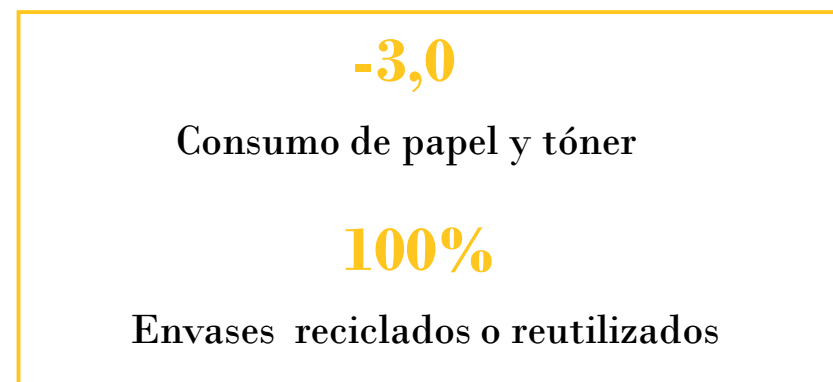 -3,0
Consumo de papel y tóner
100%
Envases reciclados o reutilizados